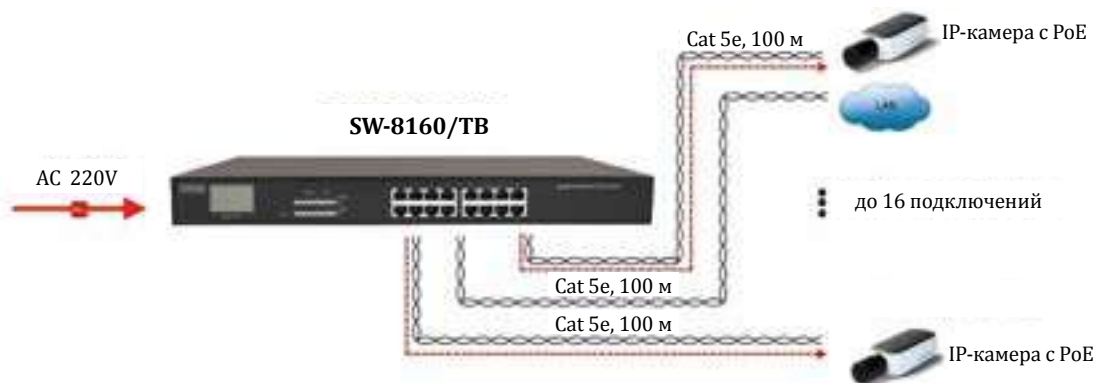 Cat 5e, 100 м
IP-камера с PoE
LAN
SW-8160/TB
AC 220V
до 16 подключений
Cat 5e, 100 м
Cat 5e, 100 м
IP-камера с PoE